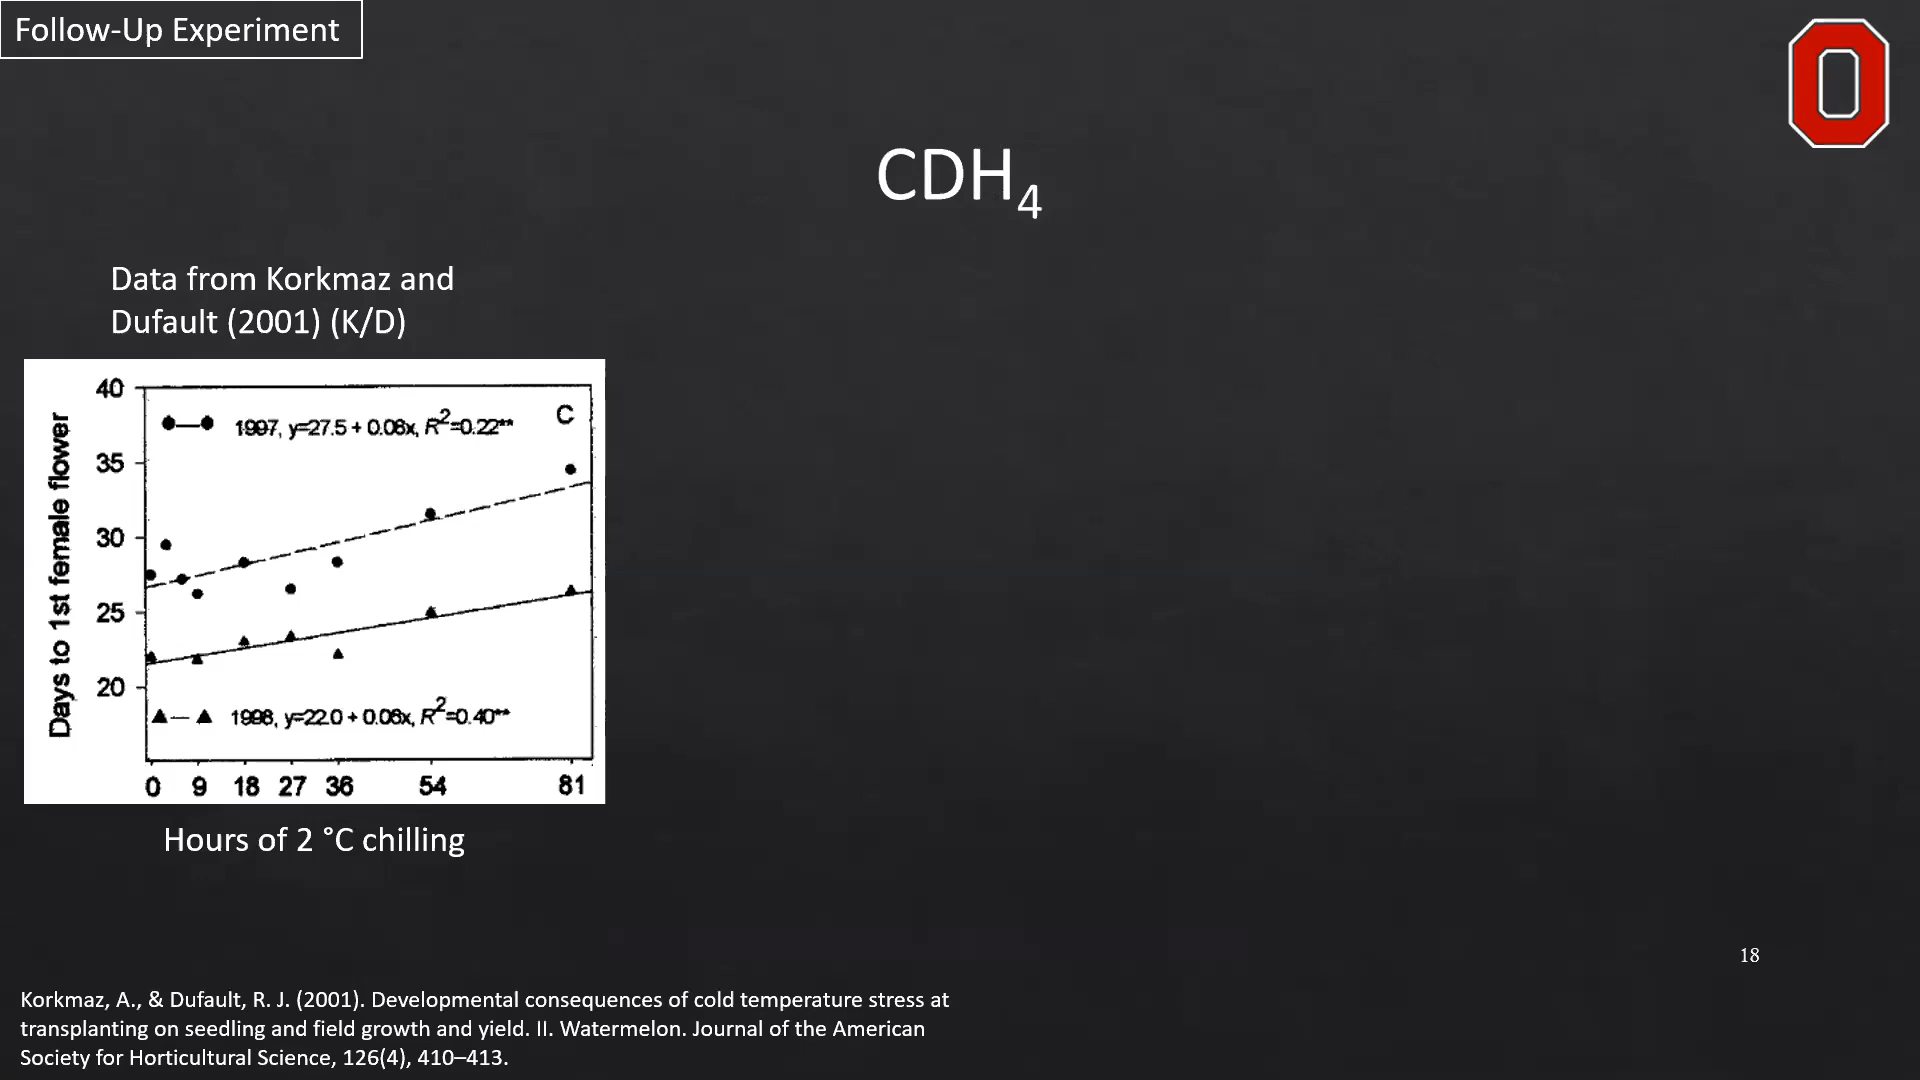 Follow-Up Experiment
O
CDH₄
Data from Korkmaz and
Dufault (2001) (K/D)
40
1997, y=27.5 + 0.08x, R²=0.22**
C
35
30
25
20
1998, y=22.0 + 0.06x, R²=0.40**
Days to 1st female flower
0 9 18 27 36 54 81
Hours of 2 °C chilling
18
Korkmaz, A., & Dufault, R. J. (2001). Developmental consequences of cold temperature stress at
transplanting on seedling and field growth and yield. II. Watermelon. Journal of the American
Society for Horticultural Science, 126(4), 410–413.